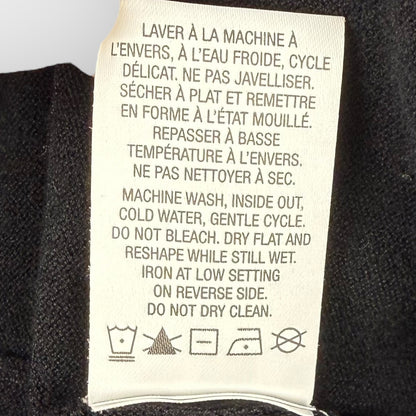 LAVER À LA MACHINE À
L'ENVERS, À L'EAU FROIDE, CYCLE
DÉLICAT. NE PAS JAVELLISER.
SÉCHER À PLAT ET REMETTRE
EN FORME À L'ÉTAT MOUILLÉ.
REPASSER À BASSE
TEMPÉRATURE À L'ENVERS.
NE PAS NETTOYER À SEC.
MACHINE WASH, INSIDE OUT,
COLD WATER, GENTLE CYCLE.
DO NOT BLEACH. DRY FLAT AND
RESHAPE WHILE STILL WET.
IRON AT LOW SETTING
ON REVERSE SIDE.
DO NOT DRY CLEAN.